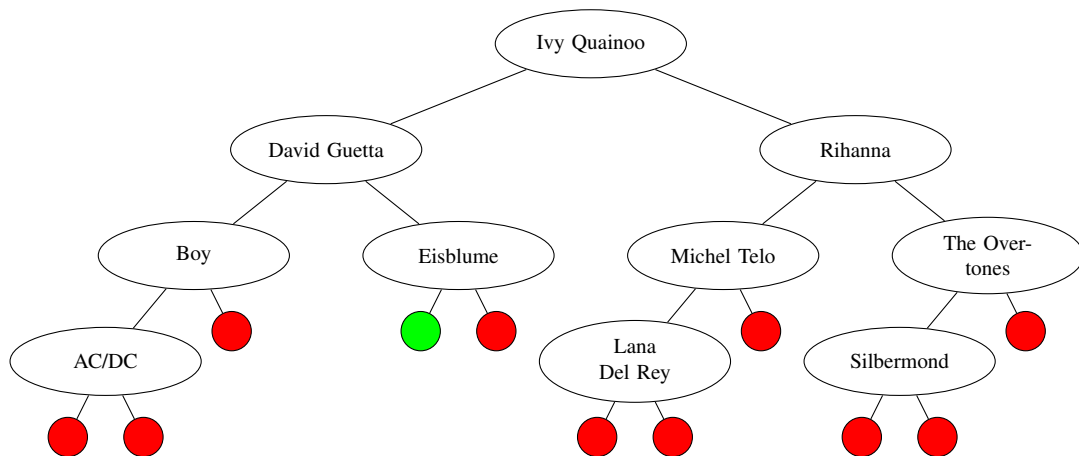 Ivy Quainoo
David Guetta
Rihanna
Boy
Eisblume
Michel Telo
The Over-
tones
AC/DC
Lana
Del Rey
Silbermond